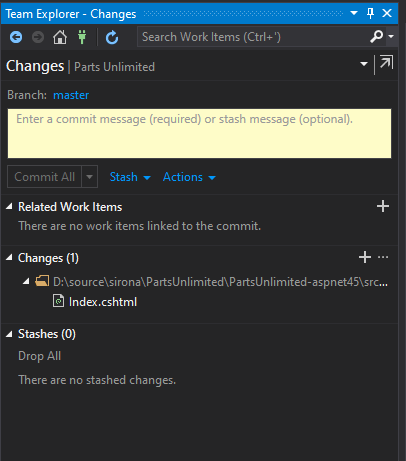 Team Explorer - Changes
Search Work Items (Ctrl+')
Changes | Parts Unlimited
Branch: master
Enter a commit message (required) or stash message (optional).
Commit All Stash Actions
Related Work Items
There are no work items linked to the commit.
Changes (1)
D:\source\sirona\PartsUnlimited\PartsUnlimited-aspnet45\src...
Index.cshtml
Stashes (0)
Drop All
There are no stashed changes.